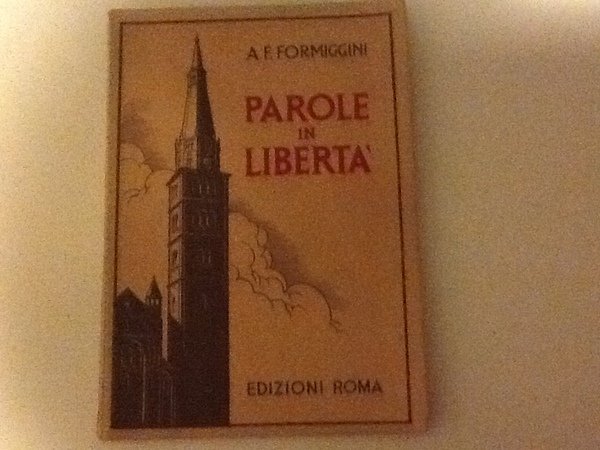 A. F. FORMIGGINI
PAROLE
IN
LIBERTA'
EDIZIONI ROMA